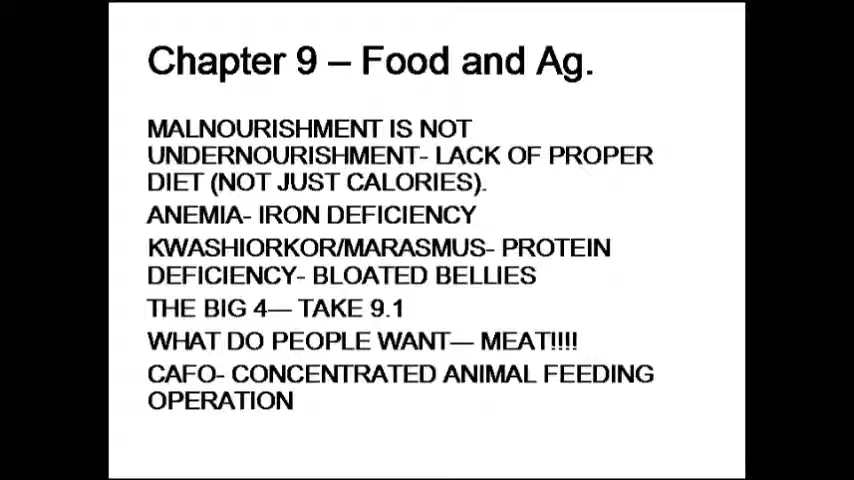 Chapter 9 – Food and Ag.
MALNOURISHMENT IS NOT
UNDERNOURISHMENT- LACK OF PROPER
DIET (NOT JUST CALORIES).
ANEMIA- IRON DEFICIENCY
KWASHIORKOR/MARASMUS- PROTEIN
DEFICIENCY- BLOATED BELLIES
THE BIG 4— TAKE 9.1
WHAT DO PEOPLE WANT— MEAT!!!!
CAFO- CONCENTRATED ANIMAL FEEDING
OPERATION